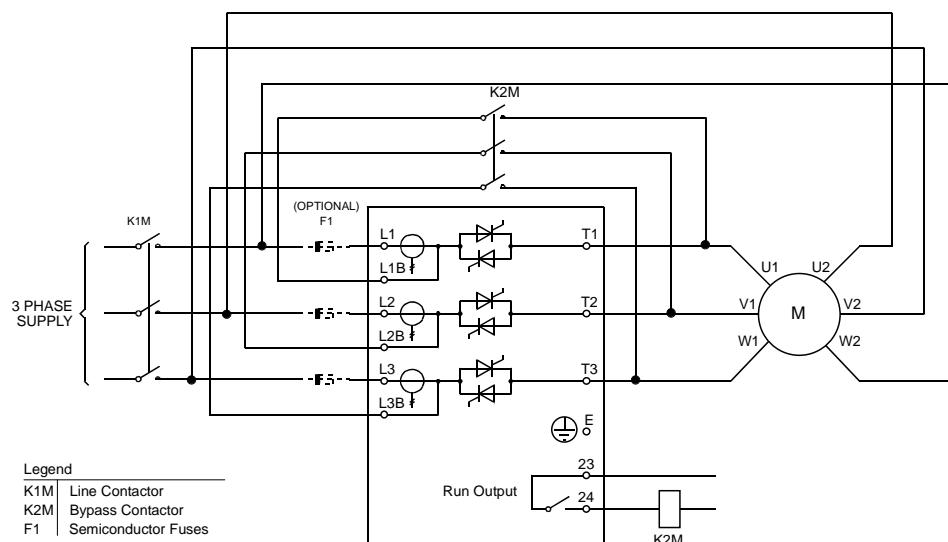 K2M
(OPTIONAL)
F1
K1M
L1
T1
L1B
U1
U2
3 PHASE
SUPPLY
L2
T2
L2B
V1
M
V2
W1
W2
L3
T3
L3B
E
Legend
K1M Line Contactor
K2M Bypass Contactor
F1 Semiconductor Fuses
Run Output
23
24
K2M